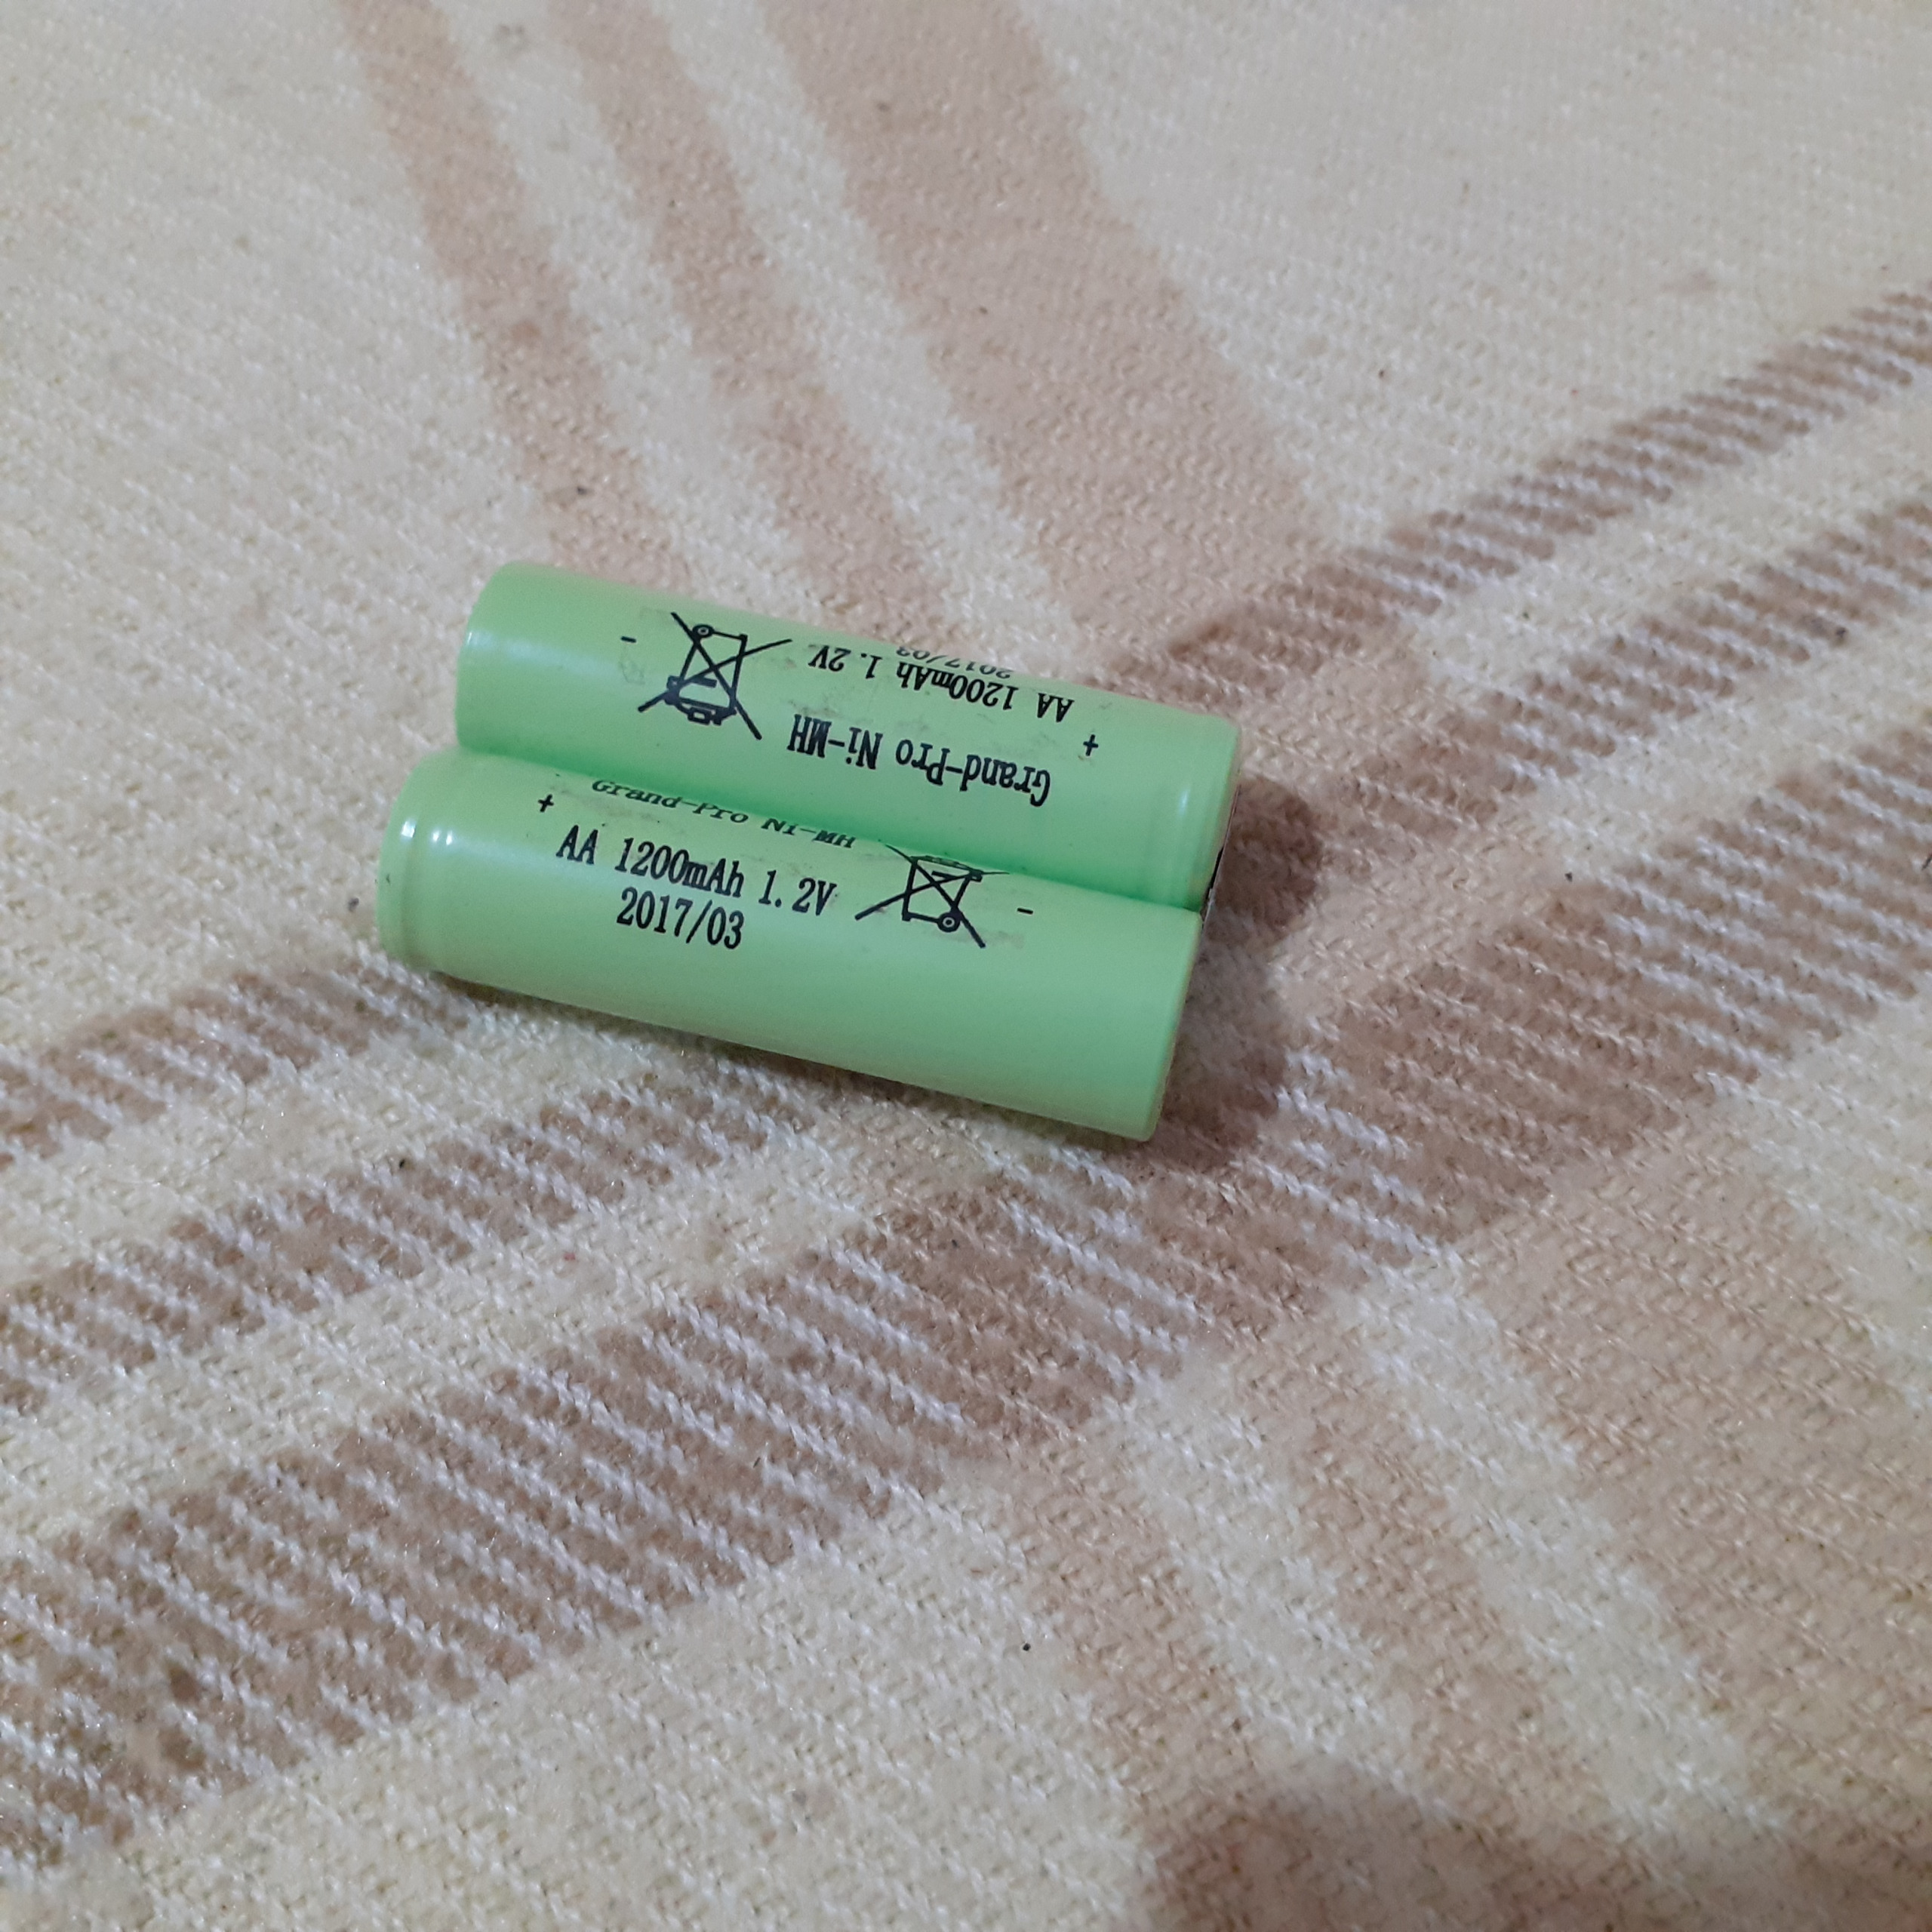 Grand-Pro Ni-MH
AA 1200mAh 1.2V
2017/03
-
+
+
Grand-Pro Ni-MH
AA 1200mAh 1.2V
2017/03
-